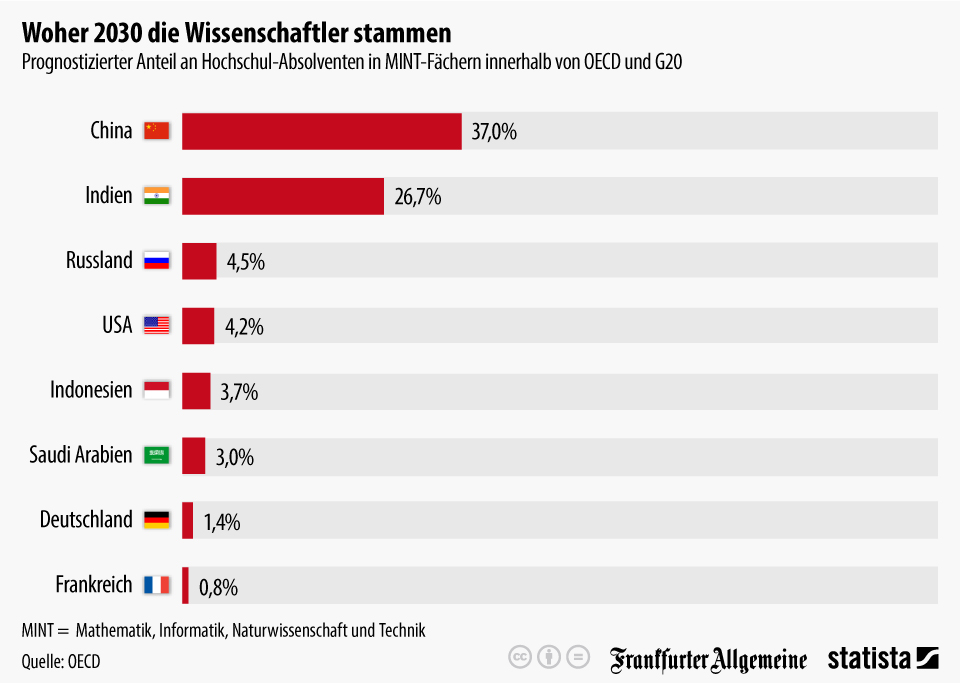 Woher 2030 die Wissenschaftler stammen
Prognostizierter Anteil an Hochschul-Absolventen in MINT-Fächern innerhalb von OECD und G20
China 37,0%
Indien 26,7%
Russland 4,5%
USA 4,2%
Indonesien 3,7%
Saudi Arabien 3,0%
Deutschland 1,4%
Frankreich 0,8%
MINT = Mathematik, Informatik, Naturwissenschaft und Technik
Quelle: OECD
cc Frankfurter Allgemeine statista